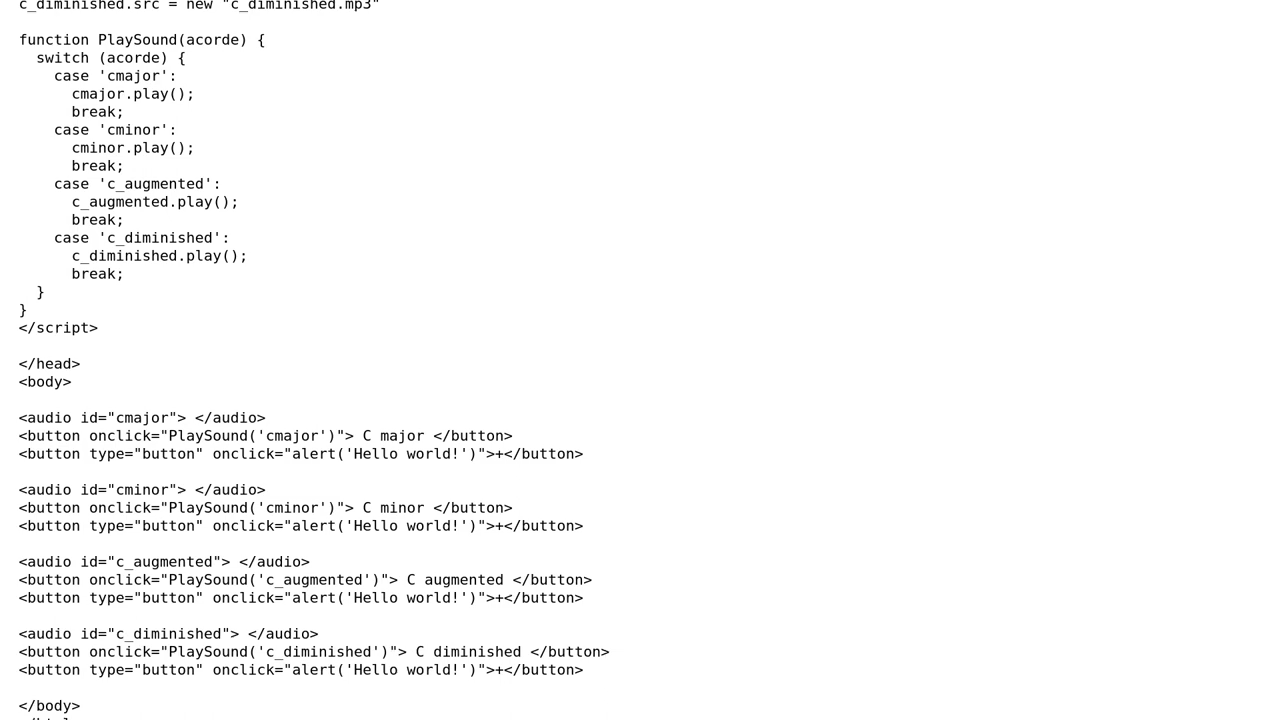 c_diminished.src = new "c_diminished.mp3"

function PlaySound(acorde) {
  switch (acorde) {
    case 'cmajor':
      cmajor.play();
      break;
    case 'cminor':
      cminor.play();
      break;
    case 'c_augmented':
      c_augmented.play();
      break;
    case 'c_diminished':
      c_diminished.play();
      break;
  }
}
</script>

</head>
<body>

<audio id="cmajor"> </audio>
<button onclick="PlaySound('cmajor')"> C major </button>
<button type="button" onclick="alert('Hello world!')">+</button>

<audio id="cminor"> </audio>
<button onclick="PlaySound('cminor')"> C minor </button>
<button type="button" onclick="alert('Hello world!')">+</button>

<audio id="c_augmented"> </audio>
<button onclick="PlaySound('c_augmented')"> C augmented </button>
<button type="button" onclick="alert('Hello world!')">+</button>

<audio id="c_diminished"> </audio>
<button onclick="PlaySound('c_diminished')"> C diminished </button>
<button type="button" onclick="alert('Hello world!')">+</button>

</body>